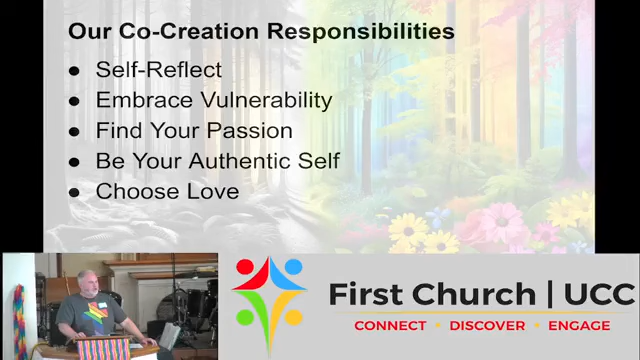 Our Co-Creation Responsibilities
● Self-Reflect
● Embrace Vulnerability
● Find Your Passion
● Be Your Authentic Self
● Choose Love
First Church | UCC
CONNECT • DISCOVER • ENGAGE